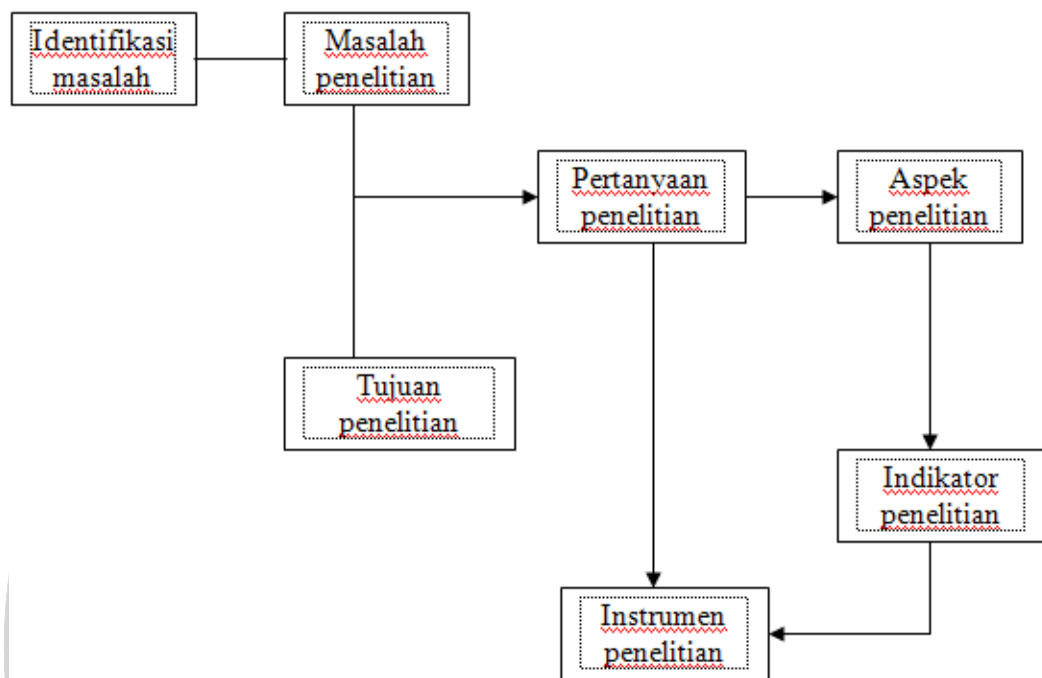 Identifikasi
masalah
Masalah
penelitian
Pertanyaan
penelitian
Aspek
penelitian
Tujuan
penelitian
Indikator
penelitian
Instrumen
penelitian